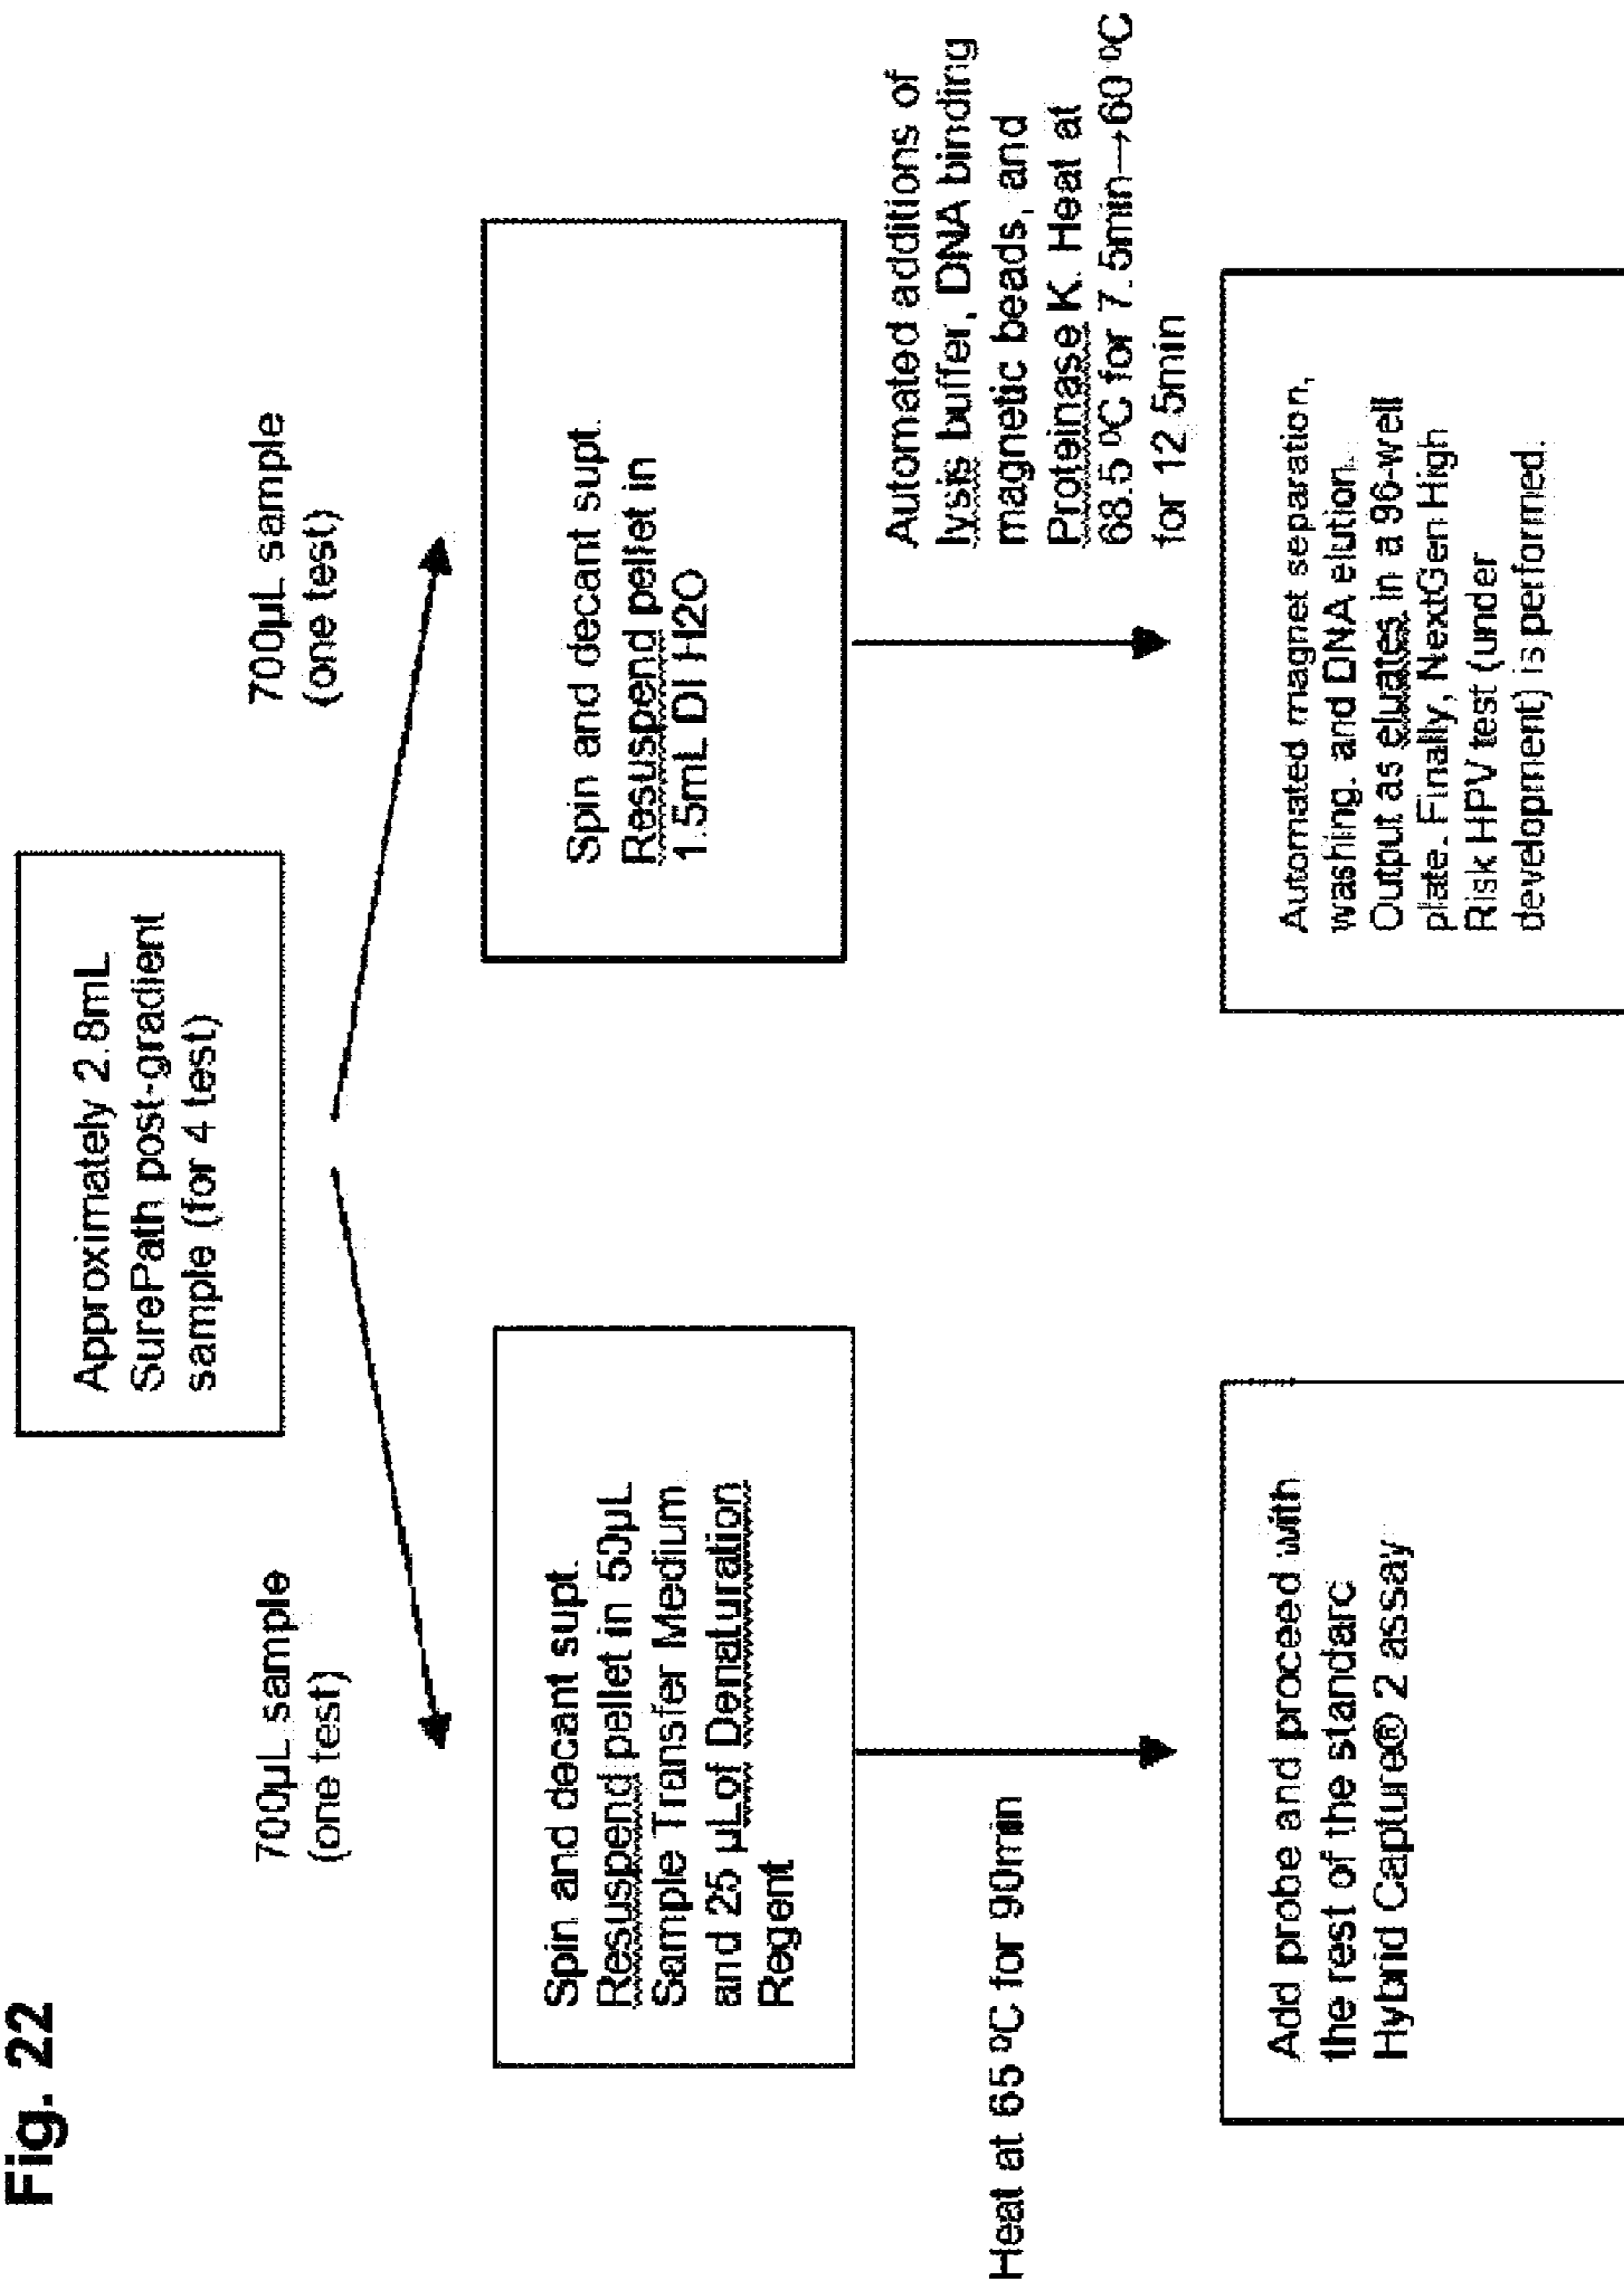 Fig. 22
Approximately 2.8mL
SurePath post-gradient
sample (for 4 test)
700µL sample
(one test)
700µL sample
(one test)
Spin and decant supt.
Resuspend pellet in 50µL
Sample Transfer Medium
and 25 µLof Denaturation
Regent
Spin and decant supt.
Resuspend pellet in
1.5mL DI H2O
Heat at 65 ºC for 90min
Automated additions of
lysis buffer, DNA binding
magnetic beads, and
Proteinase K. Heat at
68.5 ºC for 7.5min→60 ºC
for 12.5min
Add probe and proceed with
the rest of the standarc
Hybrid Capture® 2 assay
Automated magnet separation,
washing, and DNA elution.
Output as eluates in a 96-well
plate. Finally, NextGen High
Risk HPV test (under
development) is performed.